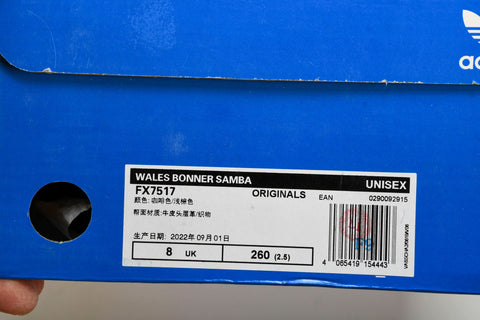 ad
WALES BONNER SAMBA
FX7517
ORIGINALS
UNISEX
颜色: 咖啡色/浅棕色
EAN
0290092915
帮面材质:牛皮头层革/织物
生产日期: 2022年09月01日
8 UK
260 (2.5)
4 065419 154443